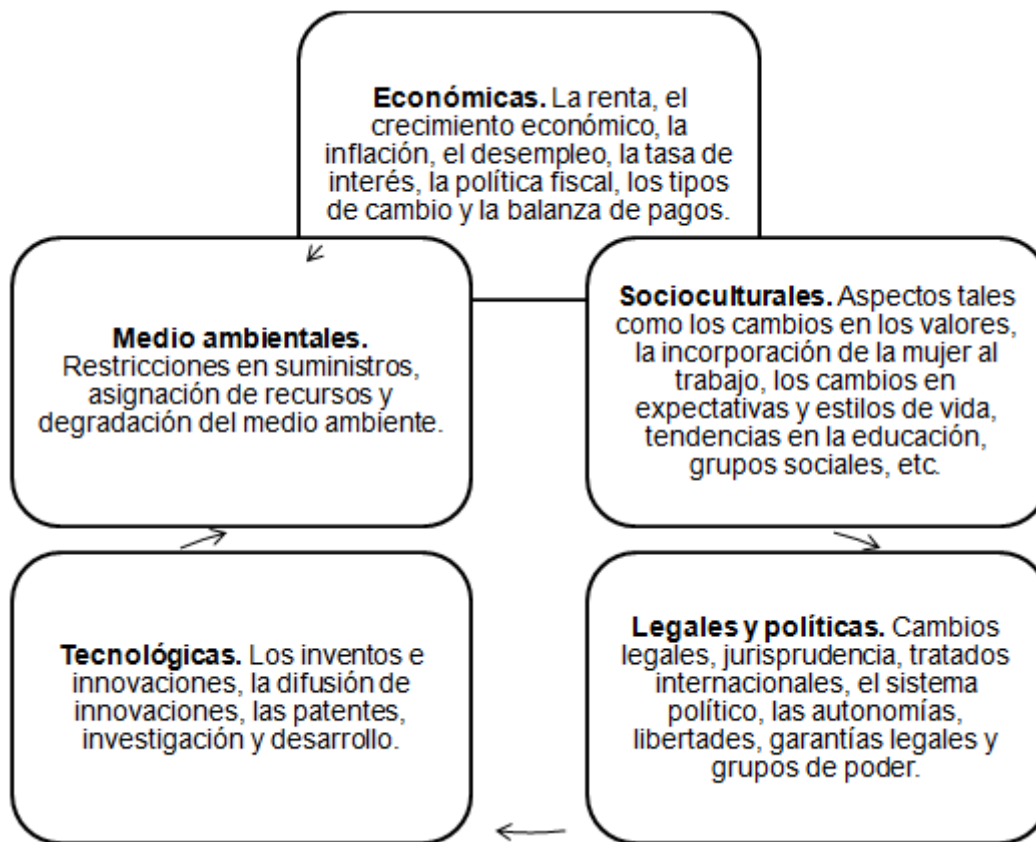 Económicas. La renta, el
crecimiento económico, la
inflación, el desempleo, la tasa de
interés, la política fiscal, los tipos
de cambio y la balanza de pagos.
Medio ambientales.
Restricciones en suministros,
asignación de recursos y
degradación del medio ambiente.
Socioculturales. Aspectos tales
como los cambios en los valores,
la incorporación de la mujer al
trabajo, los cambios en
expectativas y estilos de vida,
tendencias en la educación,
grupos sociales, etc.
Tecnológicas. Los inventos e
innovaciones, la difusión de
innovaciones, las patentes,
investigación y desarrollo.
Legales y políticas. Cambios
legales, jurisprudencia, tratados
internacionales, el sistema
político, las autonomías,
libertades, garantías legales y
grupos de poder.